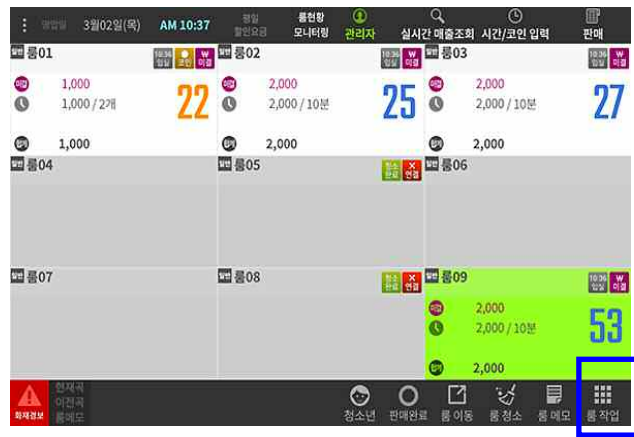 영업일 3월02일(목) AM 10:37 평일 할인요금 룸현황 모니터링 관리자 실시간 매출조회 시간/코인 입력 판매
일반 룸01 10:36 입실 코인 ₩ 미결
미결 1,000
1,000 / 2개 22
합계 1,000
일반 룸02 10:36 입실 ₩ 미결
미결 2,000
2,000 / 10분 25
합계 2,000
일반 룸03 10:36 입실 ₩ 미결
미결 2,000
2,000 / 10분 27
합계 2,000
일반 룸04
일반 룸05 청소 완료 X 연결
일반 룸06
일반 룸07
일반 룸08 청소 완료 X 연결
일반 룸09 10:36 입실 ₩ 미결
미결 2,000
2,000 / 10분 53
합계 2,000
화재경보
현재곡
이전곡
룸메모
청소년 판매완료 룸 이동 룸 청소 룸 메모 룸 작업